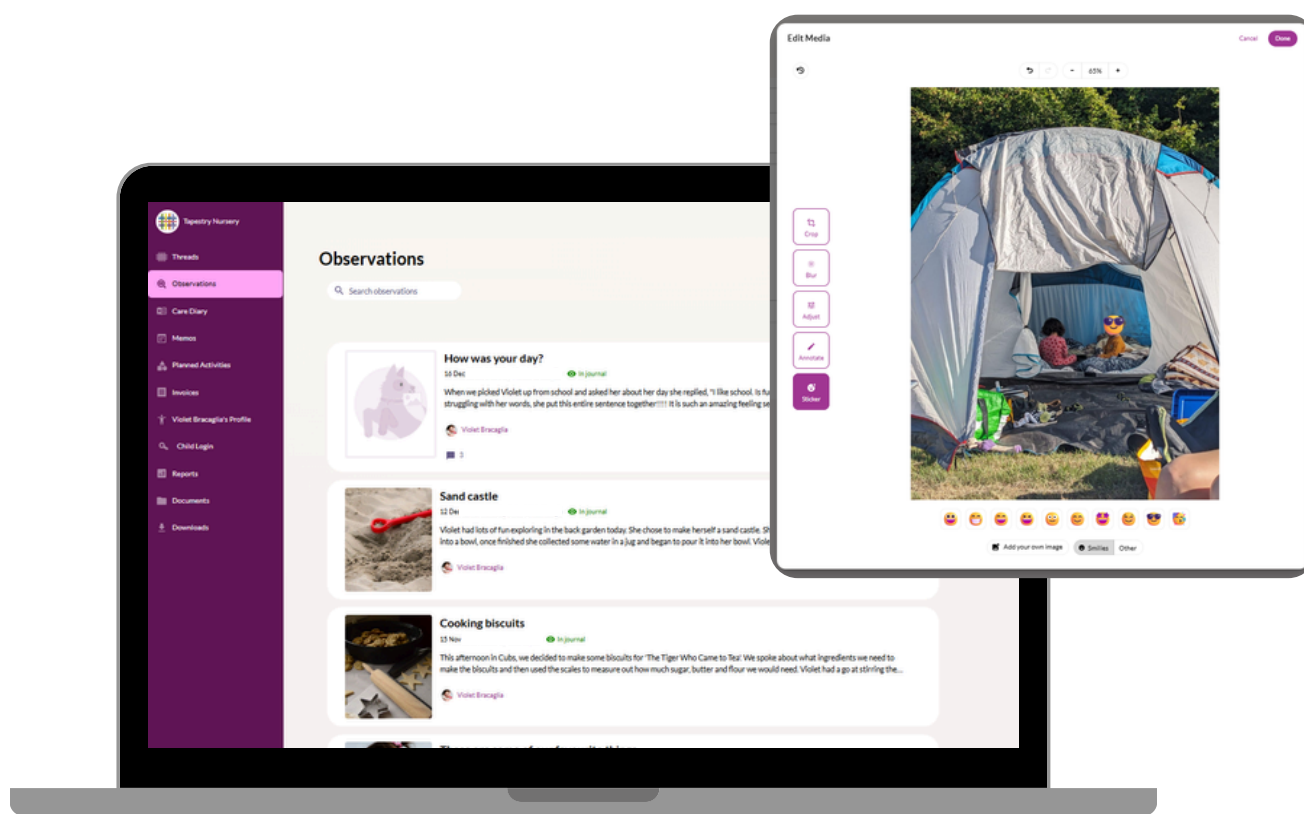 Edit Media
Cancel
Done
- 65% +
Crop
Blur
Adjust
Annotate
Sticker
Add your own image
Smilies
Other
Tapestry Nursery
Threads
Observations
Care Diary
Memos
Planned Activities
Invoices
Violet Bracaglia's Profile
Child Login
Reports
Documents
Downloads
Observations
Search observations
How was your day?
16 Dec
In journal
When we picked Violet up from school and asked her about her day she replied, "I like school. Is fu
struggling with her words, she put this entire sentence together!!!! It is such an amazing feeling se
Violet Bracaglia
3
Sand castle
12 De
In journal
Violet had lots of fun exploring in the back garden today. She chose to make herself a sand castle. Sh
into a bowl, once finished she collected some water in a jug and began to pour it into her bowl. Viole
Violet Bracaglia
Cooking biscuits
15 Nov
In journal
This afternoon in Cubs, we decided to make some biscuits for 'The Tiger Who Came to Tea'. We spoke about what ingredients we need to
make the biscuits and then used the scales to measure out how much sugar, butter and flour we would need. Violet had a go at stirring the...
Violet Bracaglia